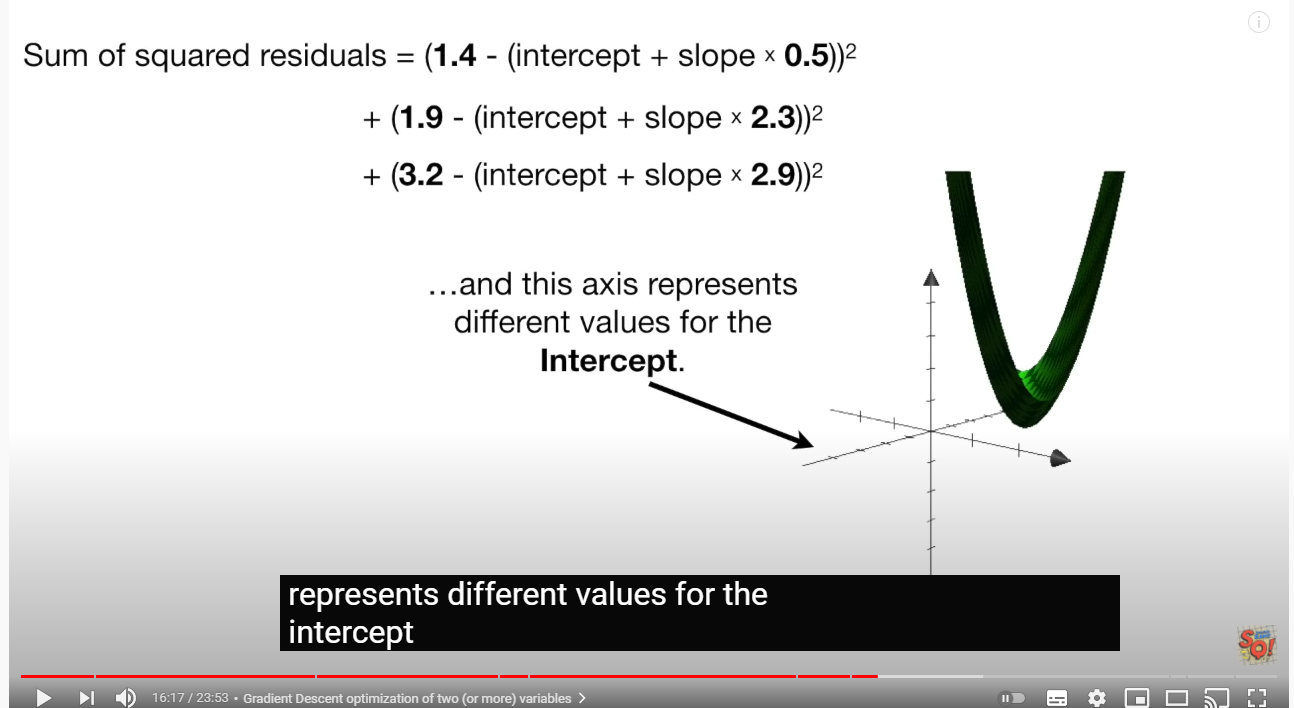 Sum of squared residuals = (1.4 - (intercept + slope × 0.5))²
+ (1.9 - (intercept + slope × 2.3))²
+ (3.2 - (intercept + slope × 2.9))²
…and this axis represents
different values for the
Intercept.
represents different values for the
intercept
SQ!
16:17 / 23:53 • Gradient Descent optimization of two (or more) variables >